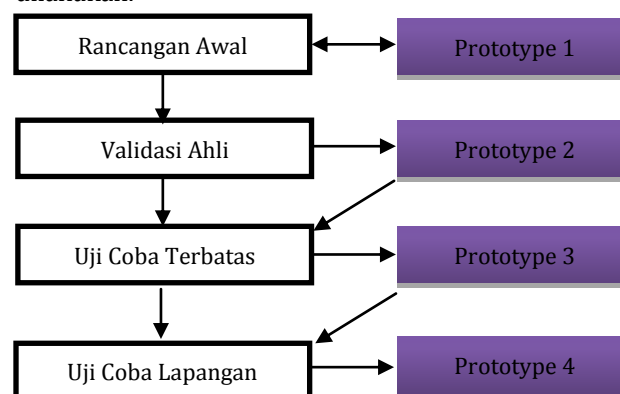 Rancangan Awal
Prototype 1
Validasi Ahli
Prototype 2
Uji Coba Terbatas
Prototype 3
Uji Coba Lapangan
Prototype 4